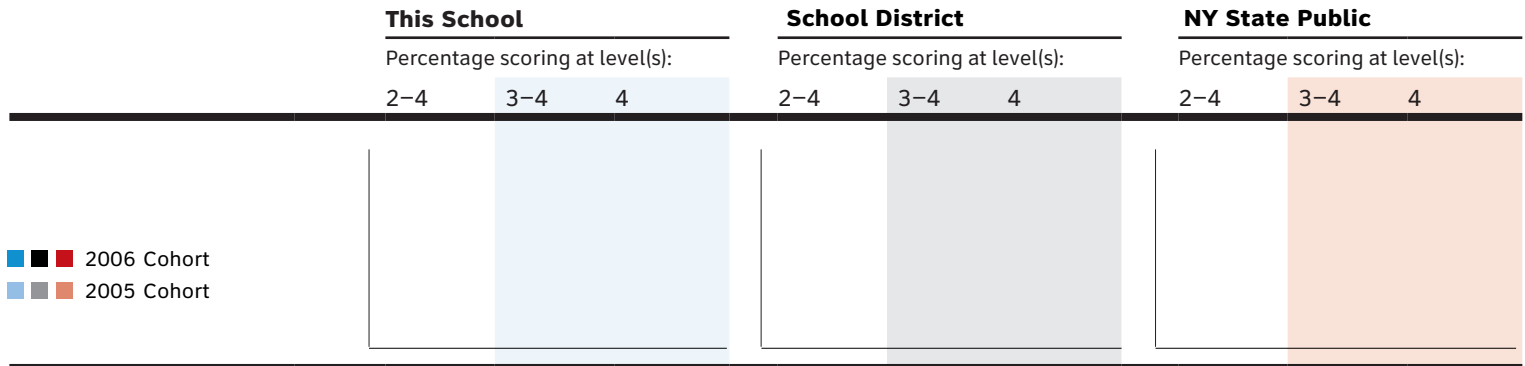 This School School District NY State Public
Percentage scoring at level(s): Percentage scoring at level(s): Percentage scoring at level(s):
2–4 3–4 4 2–4 3–4 4 2–4 3–4 4
2006 Cohort
2005 Cohort